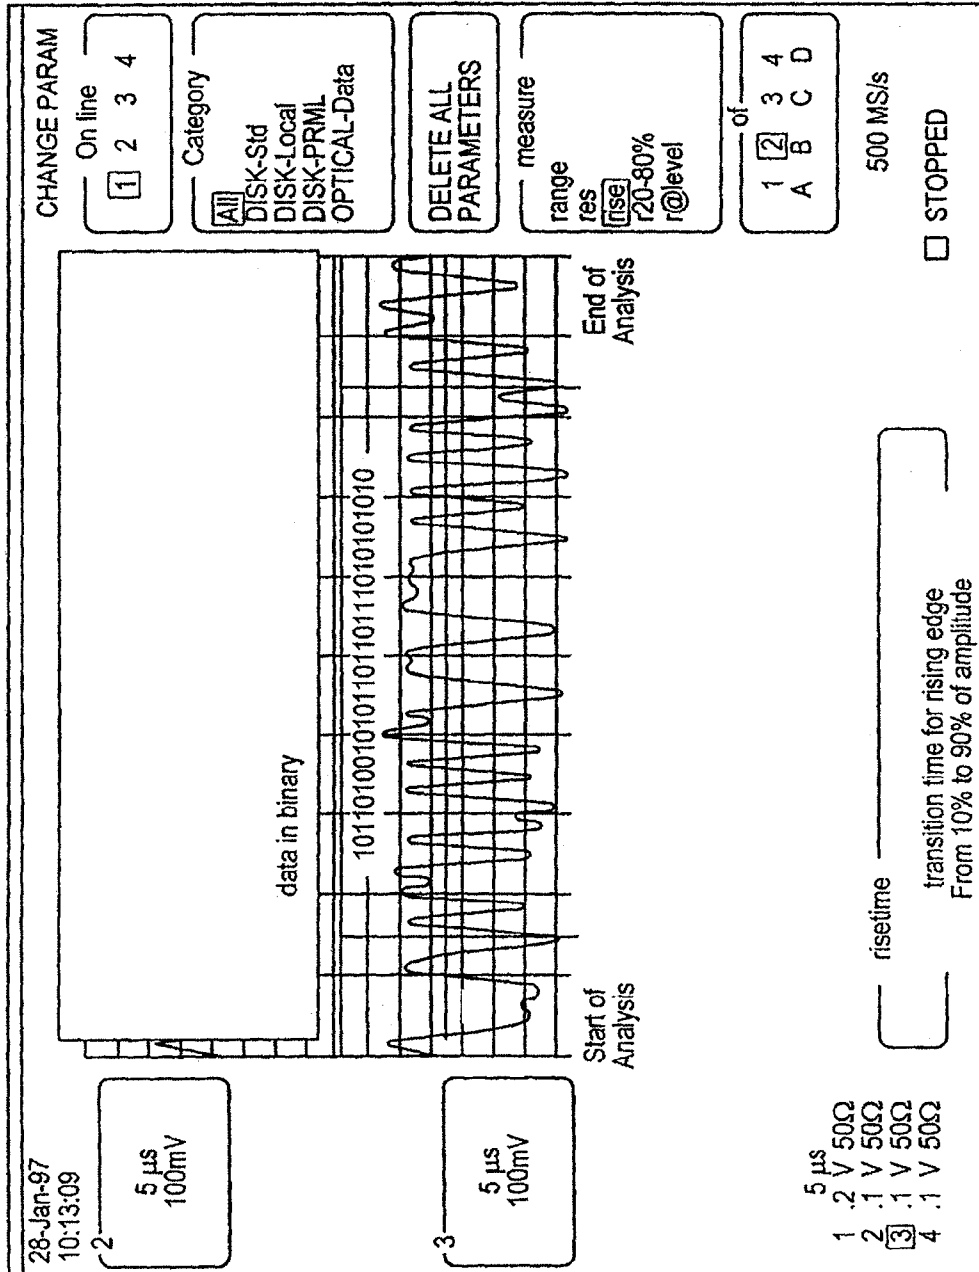 28-Jan-97
10:13:09
2
5 µs
100mV
3
5 µs
100mV
data in binary
101101001010110110110111010101010
Start of
Analysis
End of
Analysis
CHANGE PARAM
On line
1 2 3 4
Category
All
DISK-Std
DISK-Local
DISK-PRML
OPTICAL-Data
DELETE ALL
PARAMETERS
measure
range
res
rise
r20-80%
r@level
of
1 2 3 4
A B C D
5 µs
1 .2 V 50Ω
2 .1 V 50Ω
3 .1 V 50Ω
4 .1 V 50Ω
risetime
transition time for rising edge
From 10% to 90% of amplitude
500 MS/s
STOPPED